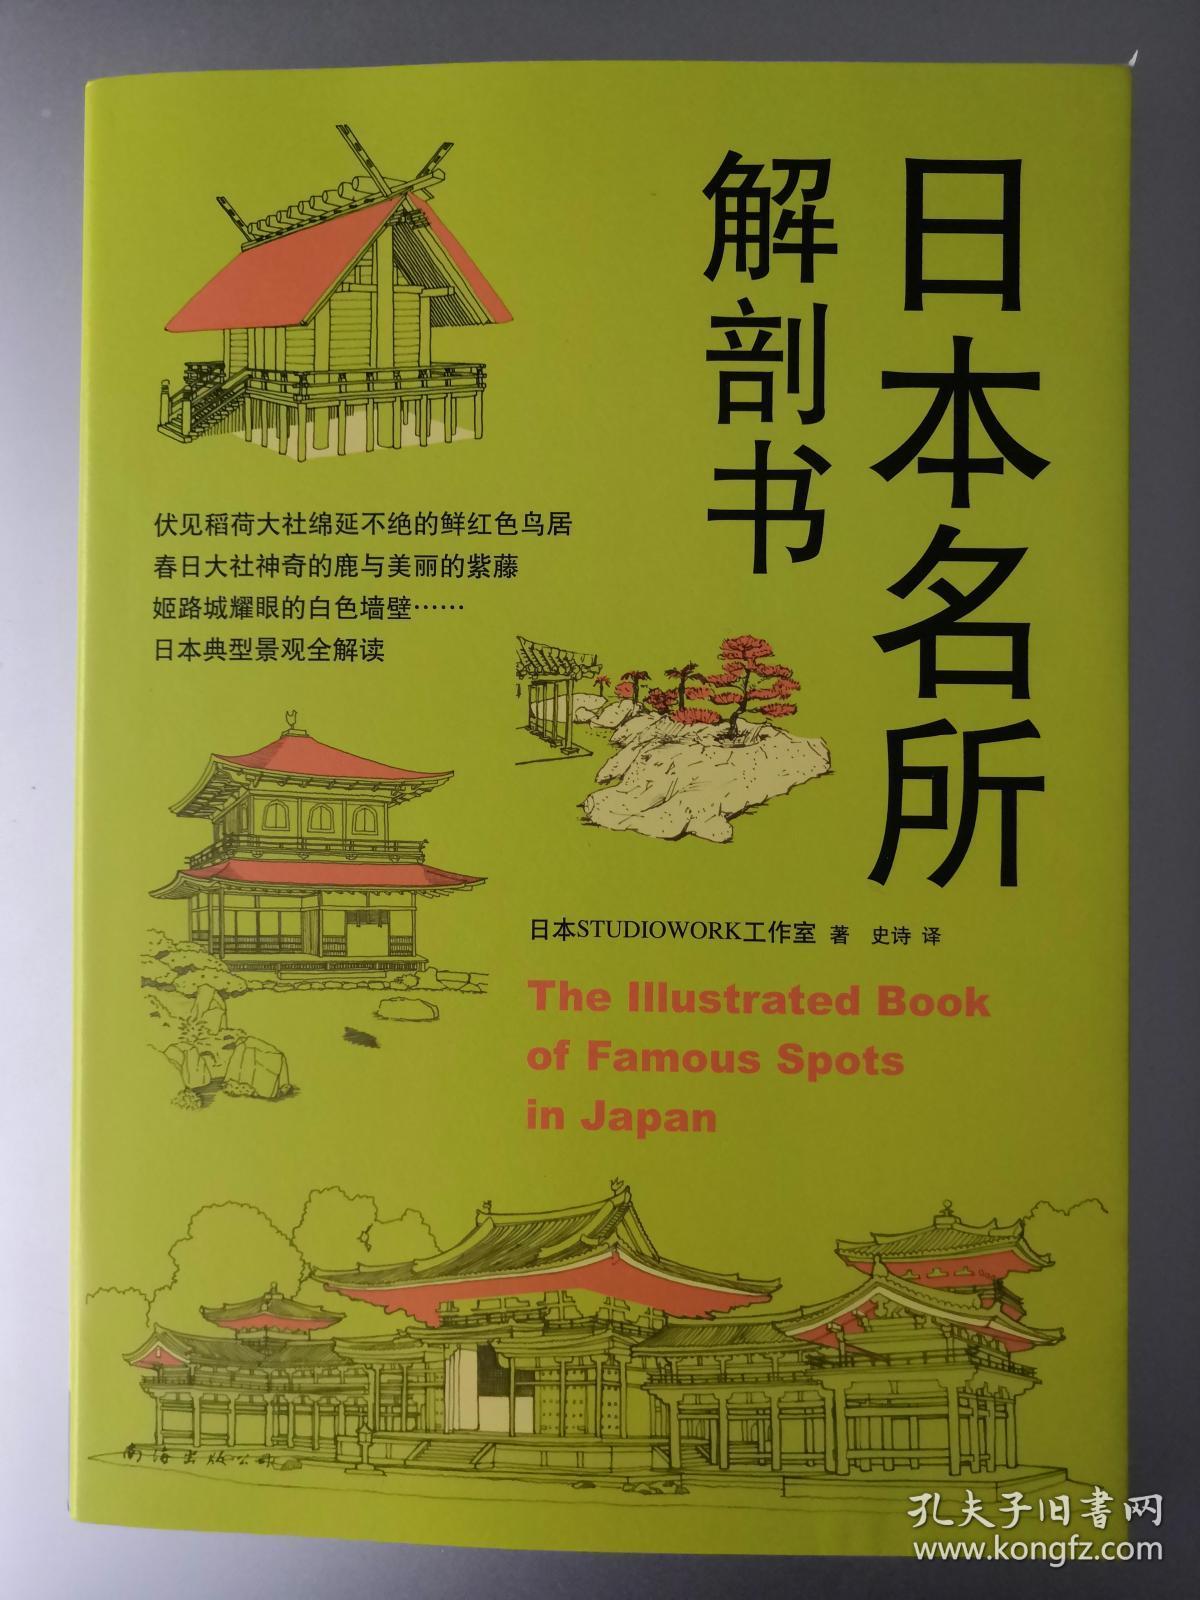 日本名所
解剖书
伏见稻荷大社绵延不绝的鲜红色鸟居
春日大社神奇的鹿与美丽的紫藤
姬路城耀眼的白色墙壁……
日本典型景观全解读
日本STUDIOWORK工作室 著 史诗 译
The Illustrated Book
of Famous Spots
in Japan
南海出版公司
孔夫子旧书网
www.kongfz.com